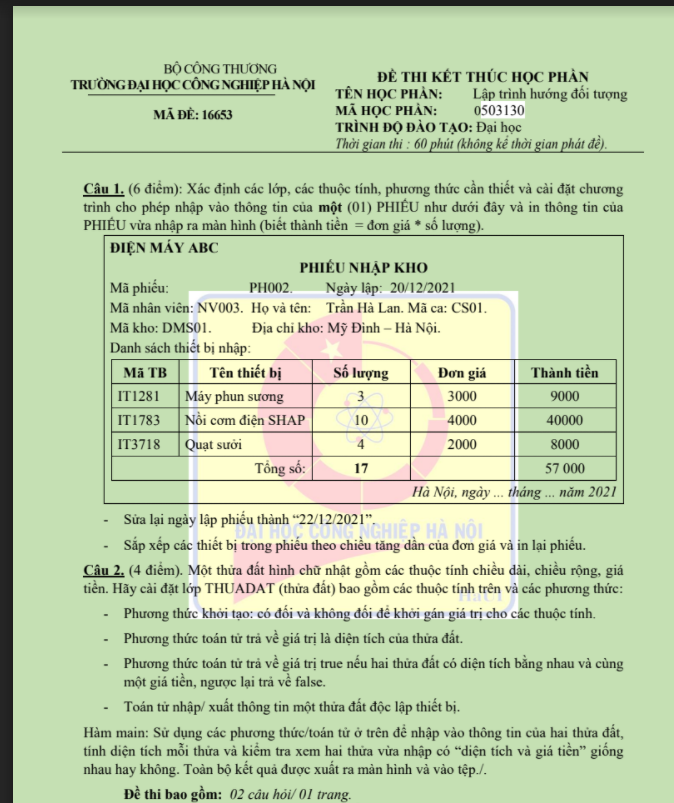 BỘ CÔNG THƯƠNG
TRƯỜNG ĐẠI HỌC CÔNG NGHIỆP HÀ NỘI
MÃ ĐỀ: 16653
ĐỀ THI KẾT THÚC HỌC PHẦN
TÊN HỌC PHẦN: Lập trình hướng đối tượng
MÃ HỌC PHẦN: 0503130
TRÌNH ĐỘ ĐÀO TẠO: Đại học
Thời gian thi : 60 phút (không kể thời gian phát đề).
Câu 1. (6 điểm): Xác định các lớp, các thuộc tính, phương thức cần thiết và cài đặt chương
trình cho phép nhập vào thông tin của một (01) PHIẾU như dưới đây và in thông tin của
PHIẾU vừa nhập ra màn hình (biết thành tiền = đơn giá * số lượng).
ĐIỆN MÁY ABC
PHIẾU NHẬP KHO
Mã phiếu: PH002. Ngày lập: 20/12/2021
Mã nhân viên: NV003. Họ và tên: Trần Hà Lan. Mã ca: CS01.
Mã kho: DMS01. Địa chỉ kho: Mỹ Đình – Hà Nội.
Danh sách thiết bị nhập:
Mã TB Tên thiết bị Số lượng Đơn giá Thành tiền
IT1281 Máy phun sương 3 3000 9000
IT1783 Nồi cơm điện SHAP 10 4000 40000
IT3718 Quạt sưởi 4 2000 8000
Tổng số: 17 57 000
Hà Nội, ngày ... tháng ... năm 2021
- Sửa lại ngày lập phiếu thành “22/12/2021”.
ĐẠI HỌC CÔNG NGHIỆP HÀ NỘI
- Sắp xếp các thiết bị trong phiếu theo chiều tăng dần của đơn giá và in lại phiếu.
Câu 2. (4 điểm). Một thửa đất hình chữ nhật gồm các thuộc tính chiều dài, chiều rộng, giá
tiền. Hãy cài đặt lớp THUADAT (thửa đất) bao gồm các thuộc tính trên và các phương thức:
HaUI
- Phương thức khởi tạo: có đối và không đối để khởi gán giá trị cho các thuộc tính.
- Phương thức toán tử trả về giá trị là diện tích của thửa đất.
- Phương thức toán tử trả về giá trị true nếu hai thửa đất có diện tích bằng nhau và cùng
một giá tiền, ngược lại trả về false.
- Toán tử nhập/ xuất thông tin một thửa đất độc lập thiết bị.
Hàm main: Sử dụng các phương thức/toán tử ở trên để nhập vào thông tin của hai thửa đất,
tính diện tích mỗi thửa và kiểm tra xem hai thửa vừa nhập có “diện tích và giá tiền” giống
nhau hay không. Toàn bộ kết quả được xuất ra màn hình và vào tệp./.
Đề thi bao gồm: 02 câu hỏi/ 01 trang.